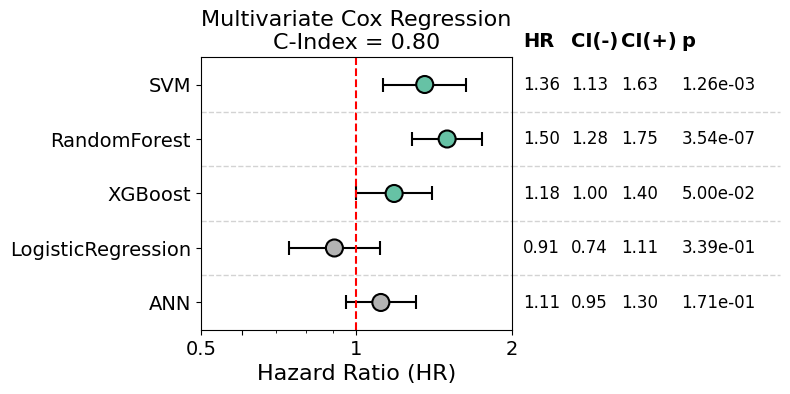 Multivariate Cox Regression
C-Index = 0.80
HR CI(-) CI(+) p
SVM 1.36 1.13 1.63 1.26e-03
RandomForest 1.50 1.28 1.75 3.54e-07
XGBoost 1.18 1.00 1.40 5.00e-02
LogisticRegression 0.91 0.74 1.11 3.39e-01
ANN 1.11 0.95 1.30 1.71e-01
0.5 1 2
Hazard Ratio (HR)